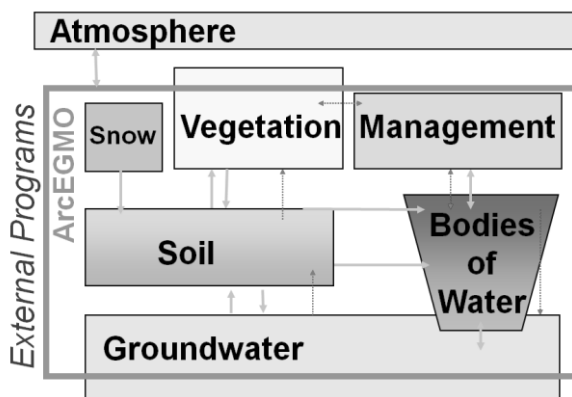 Atmosphere
External Programs
ArcEGMO
Snow
Vegetation
Management
Soil
Bodies
of
Water
Groundwater